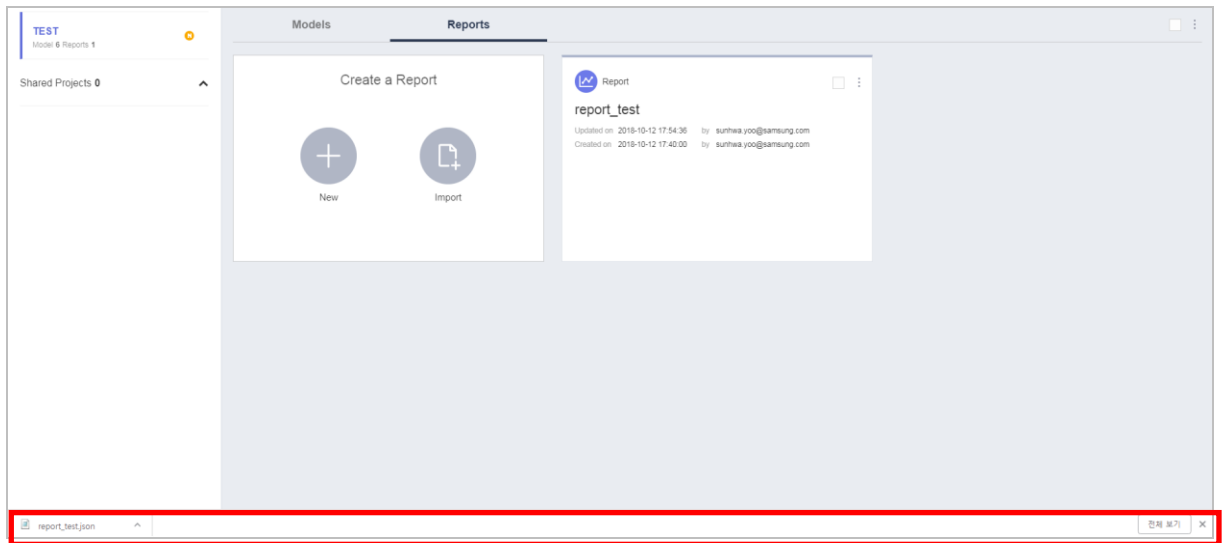 TEST
Model 6 Reports 1
Shared Projects 0
Models Reports
Create a Report
New Import
Report
report_test
Updated on 2018-10-12 17:54:36 by sunhwa.yoo@samsung.com
Created on 2018-10-12 17:40:00 by sunhwa.yoo@samsung.com
report_test.json
전체 보기